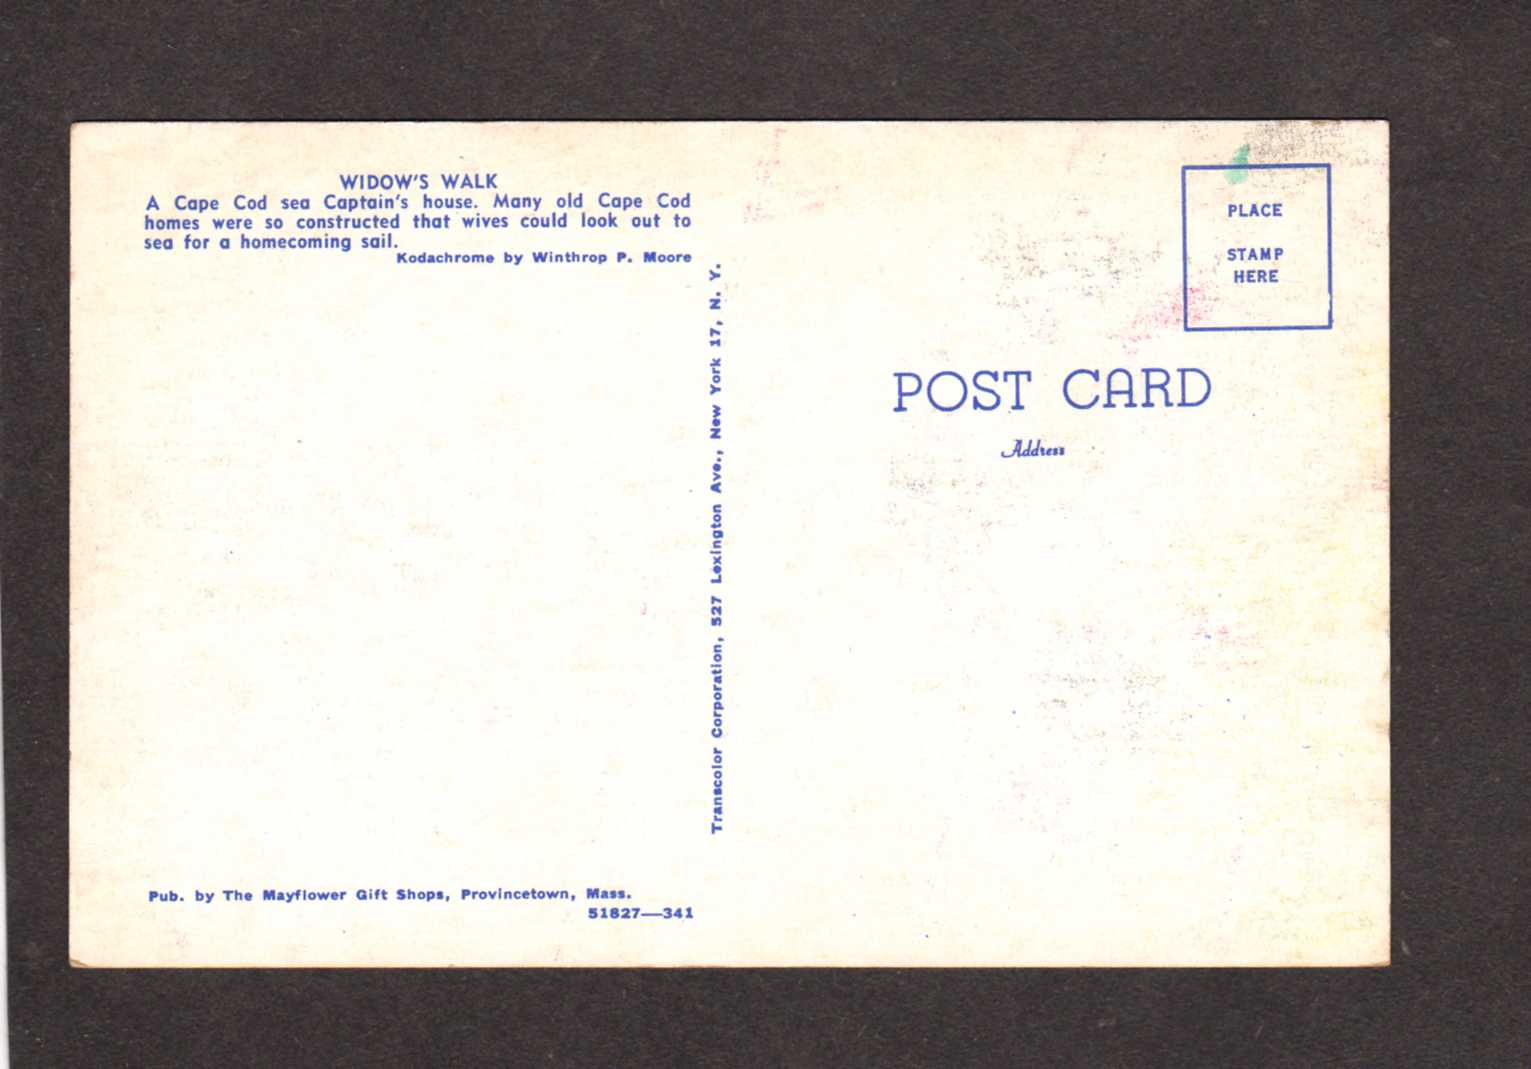 WIDOW'S WALK
A Cape Cod sea Captain's house. Many old Cape Cod
homes were so constructed that wives could look out to
sea for a homecoming sail.
Kodachrome by Winthrop P. Moore
Transcolor Corporation, 527 Lexington Ave., New York 17, N. Y.
Pub. by The Mayflower Gift Shops, Provincetown, Mass.
51827—341
PLACE
STAMP
HERE
POST CARD
Address